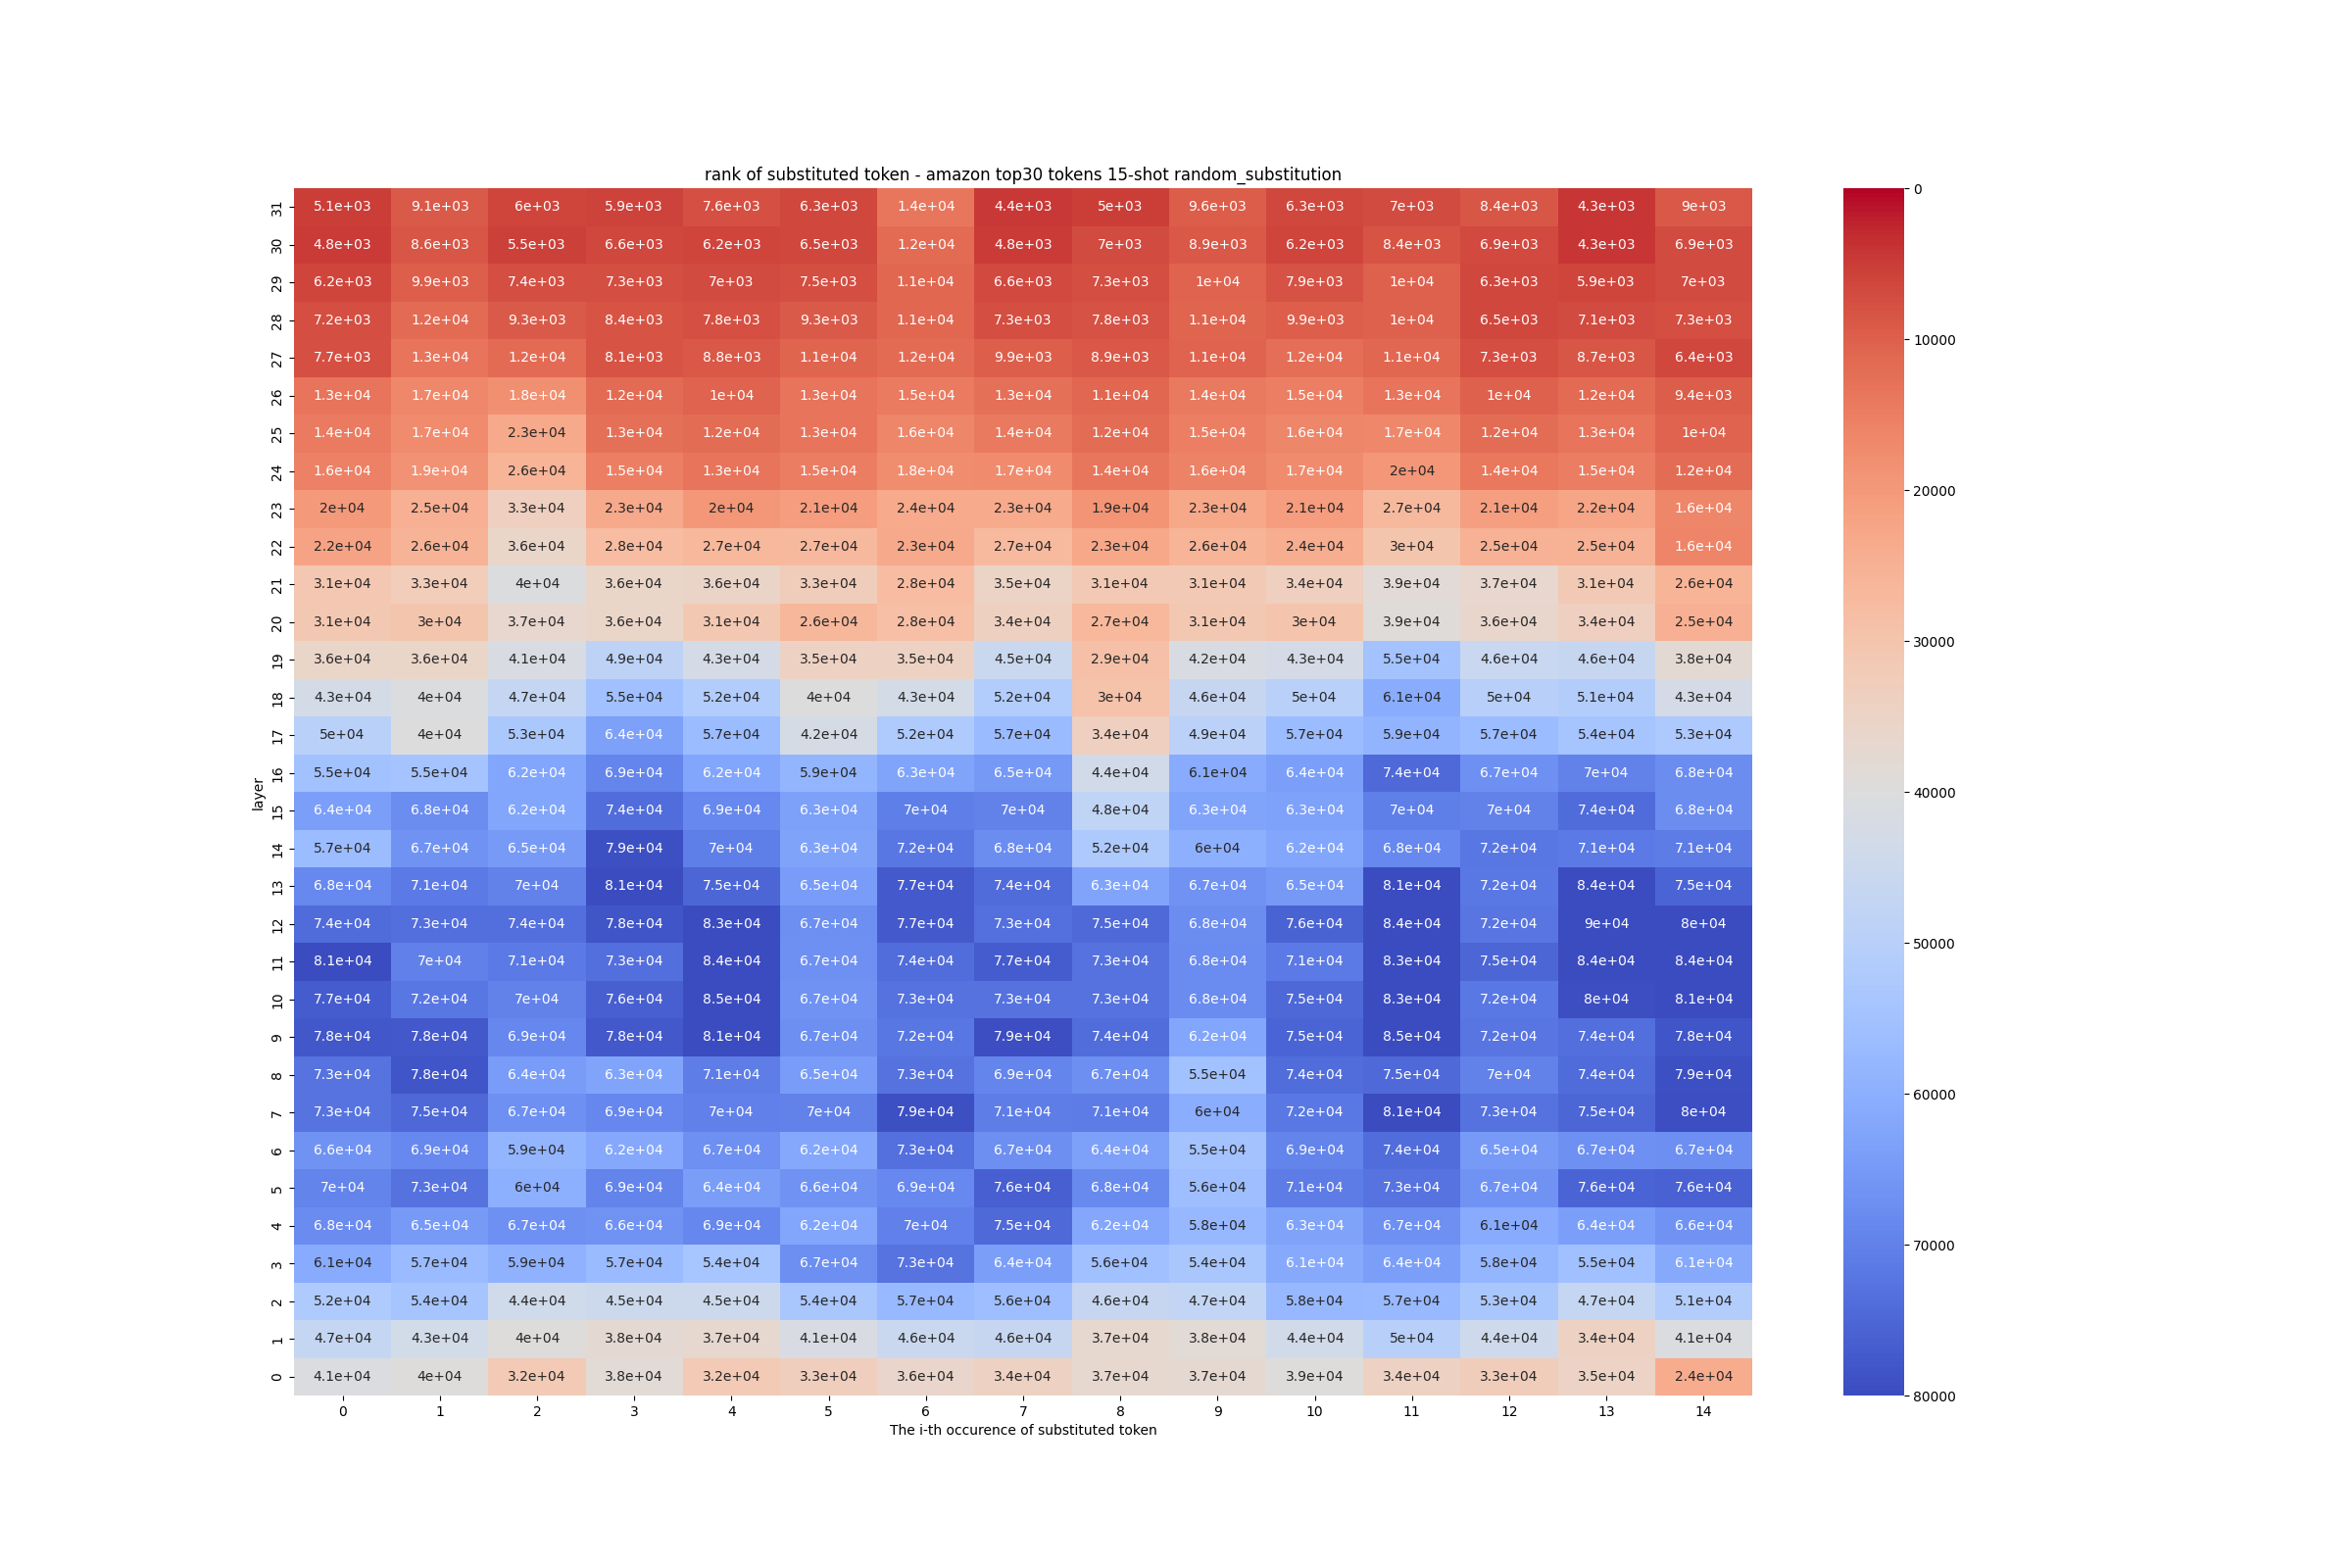 rank of substituted token - amazon top30 tokens 15-shot random_substitution
31 5.1e+03 9.1e+03 6e+03 5.9e+03 7.6e+03 6.3e+03 1.4e+04 4.4e+03 5e+03 9.6e+03 6.3e+03 7e+03 8.4e+03 4.3e+03 9e+03 0
30 4.8e+03 8.6e+03 5.5e+03 6.6e+03 6.2e+03 6.5e+03 1.2e+04 4.8e+03 7e+03 8.9e+03 6.2e+03 8.4e+03 6.9e+03 4.3e+03 6.9e+03
29 6.2e+03 9.9e+03 7.4e+03 7.3e+03 7e+03 7.5e+03 1.1e+04 6.6e+03 7.3e+03 1e+04 7.9e+03 1e+04 6.3e+03 5.9e+03 7e+03
28 7.2e+03 1.2e+04 9.3e+03 8.4e+03 7.8e+03 9.3e+03 1.1e+04 7.3e+03 7.8e+03 1.1e+04 9.9e+03 1e+04 6.5e+03 7.1e+03 7.3e+03 10000
27 7.7e+03 1.3e+04 1.2e+04 8.1e+03 8.8e+03 1.1e+04 1.2e+04 9.9e+03 8.9e+03 1.1e+04 1.2e+04 1.1e+04 7.3e+03 8.7e+03 6.4e+03
26 1.3e+04 1.7e+04 1.8e+04 1.2e+04 1e+04 1.3e+04 1.5e+04 1.3e+04 1.1e+04 1.4e+04 1.5e+04 1.3e+04 1e+04 1.2e+04 9.4e+03
25 1.4e+04 1.7e+04 2.3e+04 1.3e+04 1.2e+04 1.3e+04 1.6e+04 1.4e+04 1.2e+04 1.5e+04 1.6e+04 1.7e+04 1.2e+04 1.3e+04 1e+04
24 1.6e+04 1.9e+04 2.6e+04 1.5e+04 1.3e+04 1.5e+04 1.8e+04 1.7e+04 1.4e+04 1.6e+04 1.7e+04 2e+04 1.4e+04 1.5e+04 1.2e+04 20000
23 2e+04 2.5e+04 3.3e+04 2.3e+04 2e+04 2.1e+04 2.4e+04 2.3e+04 1.9e+04 2.3e+04 2.1e+04 2.7e+04 2.1e+04 2.2e+04 1.6e+04
22 2.2e+04 2.6e+04 3.6e+04 2.8e+04 2.7e+04 2.7e+04 2.3e+04 2.7e+04 2.3e+04 2.6e+04 2.4e+04 3e+04 2.5e+04 2.5e+04 1.6e+04
21 3.1e+04 3.3e+04 4e+04 3.6e+04 3.6e+04 3.3e+04 2.8e+04 3.5e+04 3.1e+04 3.1e+04 3.4e+04 3.9e+04 3.7e+04 3.1e+04 2.6e+04
20 3.1e+04 3e+04 3.7e+04 3.6e+04 3.1e+04 2.6e+04 2.8e+04 3.4e+04 2.7e+04 3.1e+04 3e+04 3.9e+04 3.6e+04 3.4e+04 2.5e+04 30000
19 3.6e+04 3.6e+04 4.1e+04 4.9e+04 4.3e+04 3.5e+04 3.5e+04 4.5e+04 2.9e+04 4.2e+04 4.3e+04 5.5e+04 4.6e+04 4.6e+04 3.8e+04
18 4.3e+04 4e+04 4.7e+04 5.5e+04 5.2e+04 4e+04 4.3e+04 5.2e+04 3e+04 4.6e+04 5e+04 6.1e+04 5e+04 5.1e+04 4.3e+04
17 5e+04 4e+04 5.3e+04 6.4e+04 5.7e+04 4.2e+04 5.2e+04 5.7e+04 3.4e+04 4.9e+04 5.7e+04 5.9e+04 5.7e+04 5.4e+04 5.3e+04
layer
16 5.5e+04 5.5e+04 6.2e+04 6.9e+04 6.2e+04 5.9e+04 6.3e+04 6.5e+04 4.4e+04 6.1e+04 6.4e+04 7.4e+04 6.7e+04 7e+04 6.8e+04 40000
15 6.4e+04 6.8e+04 6.2e+04 7.4e+04 6.9e+04 6.3e+04 7e+04 7e+04 4.8e+04 6.3e+04 6.3e+04 7e+04 7e+04 7.4e+04 6.8e+04
14 5.7e+04 6.7e+04 6.5e+04 7.9e+04 7e+04 6.3e+04 7.2e+04 6.8e+04 5.2e+04 6e+04 6.2e+04 6.8e+04 7.2e+04 7.1e+04 7.1e+04
13 6.8e+04 7.1e+04 7e+04 8.1e+04 7.5e+04 6.5e+04 7.7e+04 7.4e+04 6.3e+04 6.7e+04 6.5e+04 8.1e+04 7.2e+04 8.4e+04 7.5e+04
12 7.4e+04 7.3e+04 7.4e+04 7.8e+04 8.3e+04 6.7e+04 7.7e+04 7.3e+04 7.5e+04 6.8e+04 7.6e+04 8.4e+04 7.2e+04 9e+04 8e+04 50000
11 8.1e+04 7e+04 7.1e+04 7.3e+04 8.4e+04 6.7e+04 7.4e+04 7.7e+04 7.3e+04 6.8e+04 7.1e+04 8.3e+04 7.5e+04 8.4e+04 8.4e+04
10 7.7e+04 7.2e+04 7e+04 7.6e+04 8.5e+04 6.7e+04 7.3e+04 7.3e+04 7.3e+04 6.8e+04 7.5e+04 8.3e+04 7.2e+04 8e+04 8.1e+04
9 7.8e+04 7.8e+04 6.9e+04 7.8e+04 8.1e+04 6.7e+04 7.2e+04 7.9e+04 7.4e+04 6.2e+04 7.5e+04 8.5e+04 7.2e+04 7.4e+04 7.8e+04
8 7.3e+04 7.8e+04 6.4e+04 6.3e+04 7.1e+04 6.5e+04 7.3e+04 6.9e+04 6.7e+04 5.5e+04 7.4e+04 7.5e+04 7e+04 7.4e+04 7.9e+04 60000
7 7.3e+04 7.5e+04 6.7e+04 6.9e+04 7e+04 7e+04 7.9e+04 7.1e+04 7.1e+04 6e+04 7.2e+04 8.1e+04 7.3e+04 7.5e+04 8e+04
6 6.6e+04 6.9e+04 5.9e+04 6.2e+04 6.7e+04 6.2e+04 7.3e+04 6.7e+04 6.4e+04 5.5e+04 6.9e+04 7.4e+04 6.5e+04 6.7e+04 6.7e+04
5 7e+04 7.3e+04 6e+04 6.9e+04 6.4e+04 6.6e+04 6.9e+04 7.6e+04 6.8e+04 5.6e+04 7.1e+04 7.3e+04 6.7e+04 7.6e+04 7.6e+04
4 6.8e+04 6.5e+04 6.7e+04 6.6e+04 6.9e+04 6.2e+04 7e+04 7.5e+04 6.2e+04 5.8e+04 6.3e+04 6.7e+04 6.1e+04 6.4e+04 6.6e+04 70000
3 6.1e+04 5.7e+04 5.9e+04 5.7e+04 5.4e+04 6.7e+04 7.3e+04 6.4e+04 5.6e+04 5.4e+04 6.1e+04 6.4e+04 5.8e+04 5.5e+04 6.1e+04
2 5.2e+04 5.4e+04 4.4e+04 4.5e+04 4.5e+04 5.4e+04 5.7e+04 5.6e+04 4.6e+04 4.7e+04 5.8e+04 5.7e+04 5.3e+04 4.7e+04 5.1e+04
1 4.7e+04 4.3e+04 4e+04 3.8e+04 3.7e+04 4.1e+04 4.6e+04 4.6e+04 3.7e+04 3.8e+04 4.4e+04 5e+04 4.4e+04 3.4e+04 4.1e+04
0 4.1e+04 4e+04 3.2e+04 3.8e+04 3.2e+04 3.3e+04 3.6e+04 3.4e+04 3.7e+04 3.7e+04 3.9e+04 3.4e+04 3.3e+04 3.5e+04 2.4e+04 80000
0 1 2 3 4 5 6 7 8 9 10 11 12 13 14
The i-th occurence of substituted token